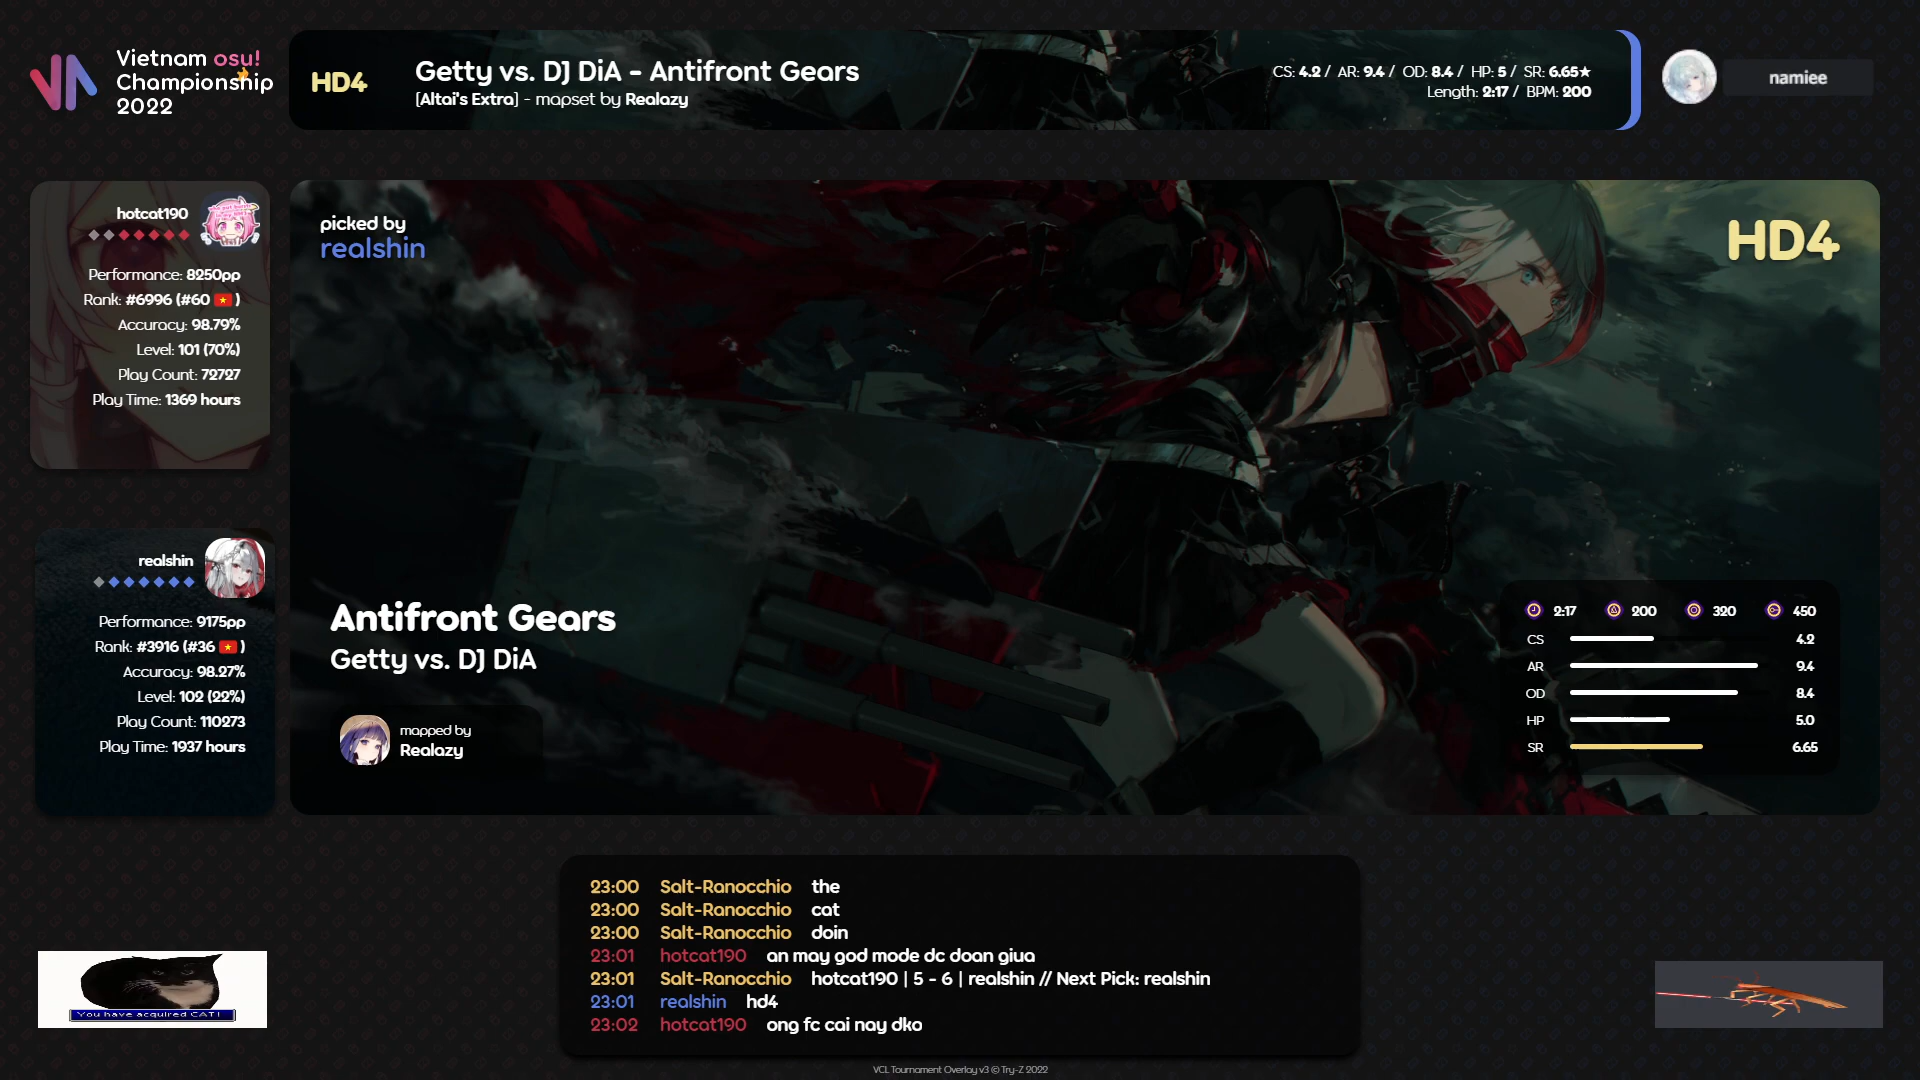 Vietnam osu!
Championship
2022
HD4
Getty vs. DJ DiA - Antifront Gears
[Altai's Extra] - mapset by Realazy
CS: 4.2 / AR: 9.4 / OD: 8.4 / HP: 5 / SR: 6.65★
Length: 2:17 / BPM: 200
namiee
hotcat190
Performance: 8250pp
Rank: #6996 (#60 🇻🇳 )
Accuracy: 98.79%
Level: 101 (70%)
Play Count: 72727
Play Time: 1369 hours
realshin
Performance: 9175pp
Rank: #3916 (#36 🇻🇳 )
Accuracy: 98.27%
Level: 102 (22%)
Play Count: 110273
Play Time: 1937 hours
picked by
realshin
HD4
Antifront Gears
Getty vs. DJ DiA
mapped by
Realazy
2:17 200 320 450
CS 4.2
AR 9.4
OD 8.4
HP 5.0
SR 6.65
23:00 Salt-Ranocchio the
23:00 Salt-Ranocchio cat
23:00 Salt-Ranocchio doin
23:01 hotcat190 an may god mode dc doan giua
23:01 Salt-Ranocchio hotcat190 | 5 - 6 | realshin // Next Pick: realshin
23:01 realshin hd4
23:02 hotcat190 ong fc cai nay dko
You have acquired CAT!
VCL Tournament Overlay v3 © Try-Z 2022